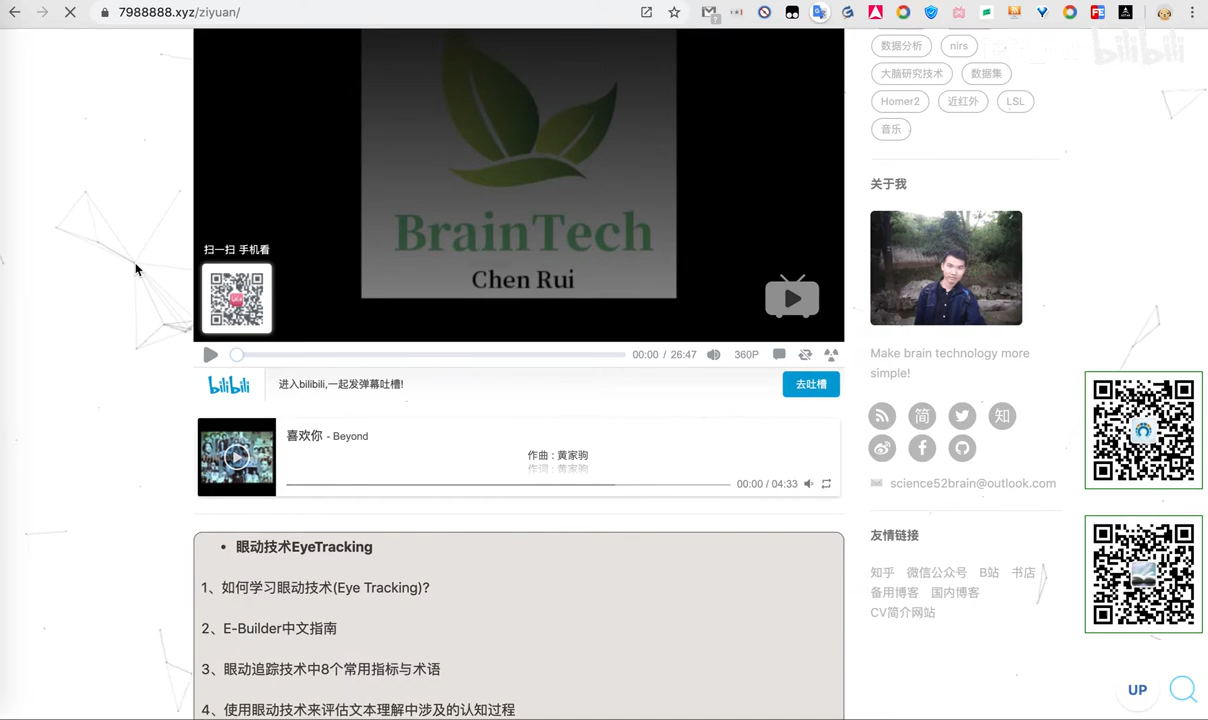 7988888.xyz/ziyuan/
bilibili
数据分析 nirs
大脑研究技术 数据集
Homer2 近红外 LSL
音乐
BrainTech
Chen Rui
扫一扫 手机看
00:00 / 26:47 360P
bilibili 进入bilibili,一起发弹幕吐槽! 去吐槽
喜欢你 - Beyond
作曲 : 黄家驹
作词 : 黄家驹
00:00 / 04:33
关于我
Make brain technology more
simple!
简 知
science52brain@outlook.com
友情链接
知乎 微信公众号 B站 书店
备用博客 国内博客
CV简介网站
• 眼动技术EyeTracking
1、如何学习眼动技术(Eye Tracking)?
2、E-Builder中文指南
3、眼动追踪技术中8个常用指标与术语
4、使用眼动技术来评估文本理解中涉及的认知过程
UP